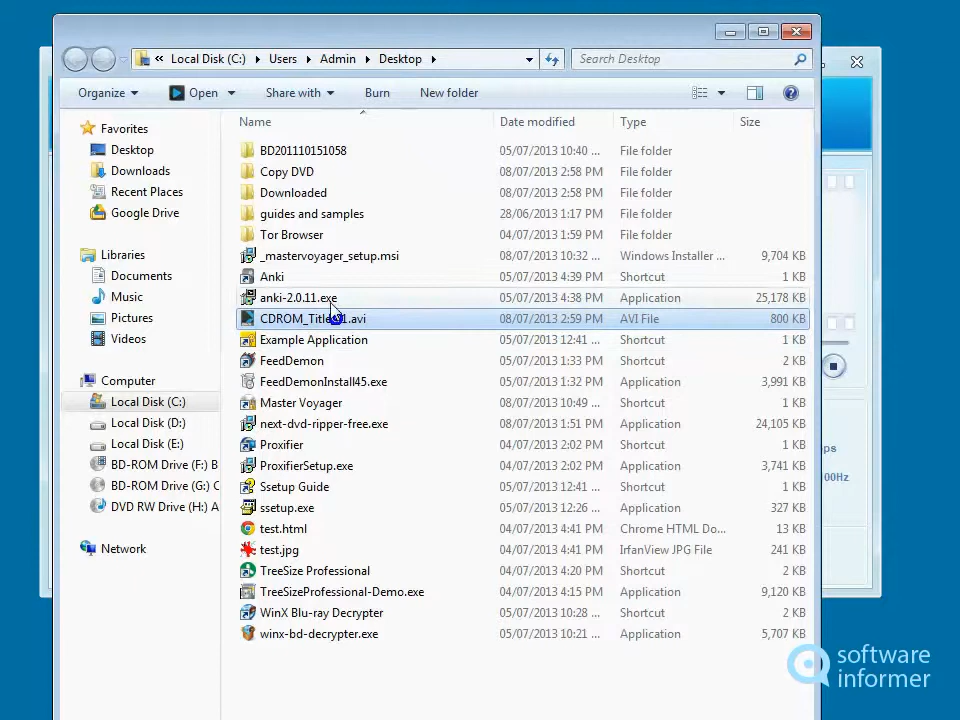 « Local Disk (C:) Users Admin Desktop
Search Desktop
Organize Open Share with Burn New folder
Name Date modified Type Size
Favorites
Desktop
Downloads
Recent Places
Google Drive
Libraries
Documents
Music
Pictures
Videos
Computer
Local Disk (C:)
Local Disk (D:)
Local Disk (E:)
BD-ROM Drive (F:) B
BD-ROM Drive (G:) C
DVD RW Drive (H:) A
Network
BD201110151058 05/07/2013 10:40 ... File folder
Copy DVD 08/07/2013 2:58 PM File folder
Downloaded 08/07/2013 2:58 PM File folder
guides and samples 28/06/2013 1:17 PM File folder
Tor Browser 04/07/2013 1:59 PM File folder
_mastervoyager_setup.msi 08/07/2013 10:32 ... Windows Installer ... 9,704 KB
Anki 05/07/2013 4:39 PM Shortcut 1 KB
anki-2.0.11.exe 05/07/2013 4:38 PM Application 25,178 KB
08/07/2013 2:59 PM AVI File 800 KB
Example Application 05/07/2013 12:41 ... Shortcut 1 KB
FeedDemon 05/07/2013 1:33 PM Shortcut 2 KB
FeedDemonInstall45.exe 05/07/2013 1:32 PM Application 3,991 KB
Master Voyager 08/07/2013 10:49 ... Shortcut 1 KB
next-dvd-ripper-free.exe 08/07/2013 1:51 PM Application 24,105 KB
Proxifier 04/07/2013 2:02 PM Shortcut 1 KB
ProxifierSetup.exe 04/07/2013 2:02 PM Application 3,741 KB
Ssetup Guide 05/07/2013 12:41 ... Shortcut 1 KB
ssetup.exe 05/07/2013 12:26 ... Application 327 KB
test.html 04/07/2013 4:41 PM Chrome HTML Do... 13 KB
test.jpg 04/07/2013 4:41 PM IrfanView JPG File 241 KB
TreeSize Professional 04/07/2013 4:20 PM Shortcut 2 KB
TreeSizeProfessional-Demo.exe 04/07/2013 4:15 PM Application 9,120 KB
WinX Blu-ray Decrypter 05/07/2013 10:28 ... Shortcut 2 KB
winx-bd-decrypter.exe 05/07/2013 10:21 ... Application 5,707 KB
ps
00Hz
software
informer